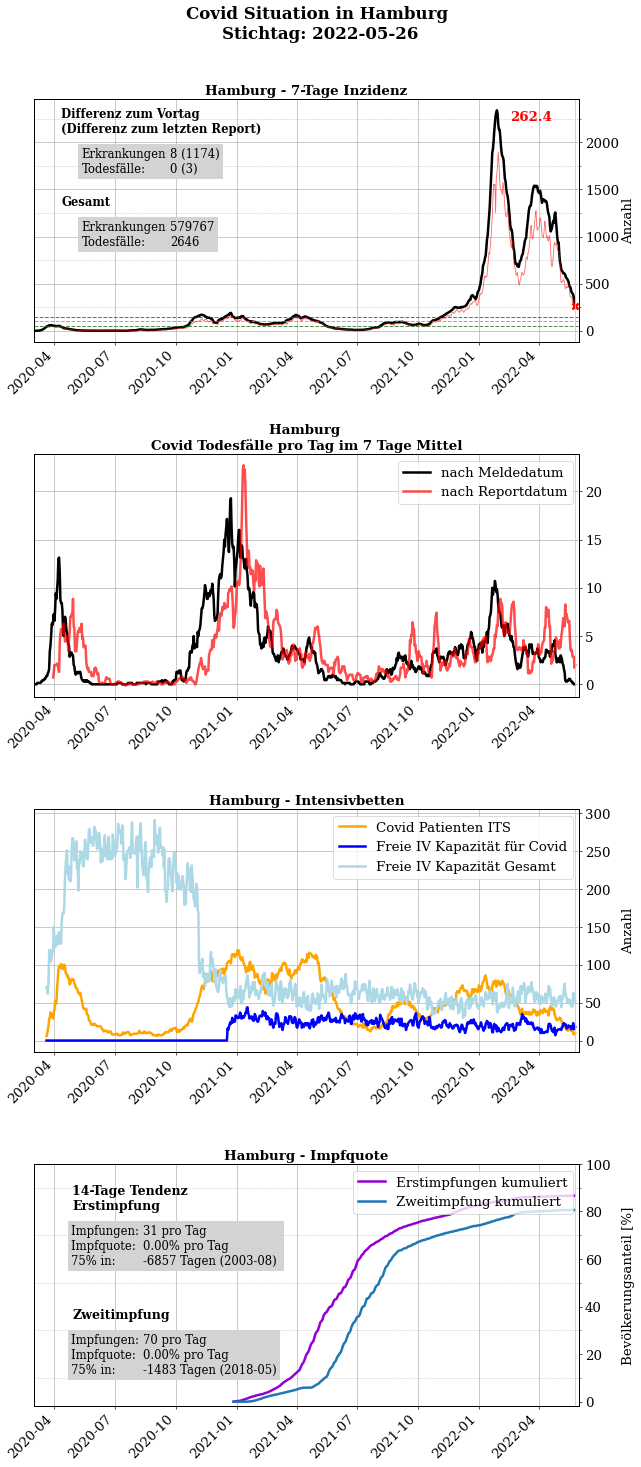 Covid Situation in Hamburg
Stichtag: 2022-05-26
Hamburg - 7-Tage Inzidenz
Differenz zum Vortag
(Differenz zum letzten Report)
Erkrankungen 8 (1174)
Todesfälle: 0 (3)
Gesamt
Erkrankungen 579767
Todesfälle: 2646
262.4
2000
1500
1000
500
0
Anzahl
2020-04
2020-07
2020-10
2021-01
2021-04
2021-07
2021-10
2022-01
2022-04
Hamburg
Covid Todesfälle pro Tag im 7 Tage Mittel
nach Meldedatum
nach Reportdatum
20
15
10
5
0
2020-04
2020-07
2020-10
2021-01
2021-04
2021-07
2021-10
2022-01
2022-04
Hamburg - Intensivbetten
Covid Patienten ITS
Freie IV Kapazität für Covid
Freie IV Kapazität Gesamt
300
250
200
150
100
50
0
Anzahl
2020-04
2020-07
2020-10
2021-01
2021-04
2021-07
2021-10
2022-01
2022-04
Hamburg - Impfquote
14-Tage Tendenz
Erstimpfung
Impfungen: 31 pro Tag
Impfquote: 0.00% pro Tag
75% in: -6857 Tagen (2003-08)
Zweitimpfung
Impfungen: 70 pro Tag
Impfquote: 0.00% pro Tag
75% in: -1483 Tagen (2018-05)
Erstimpfungen kumuliert
Zweitimpfung kumuliert
100
80
60
40
20
0
Bevölkerungsanteil [%]
2020-04
2020-07
2020-10
2021-01
2021-04
2021-07
2021-10
2022-01
2022-04